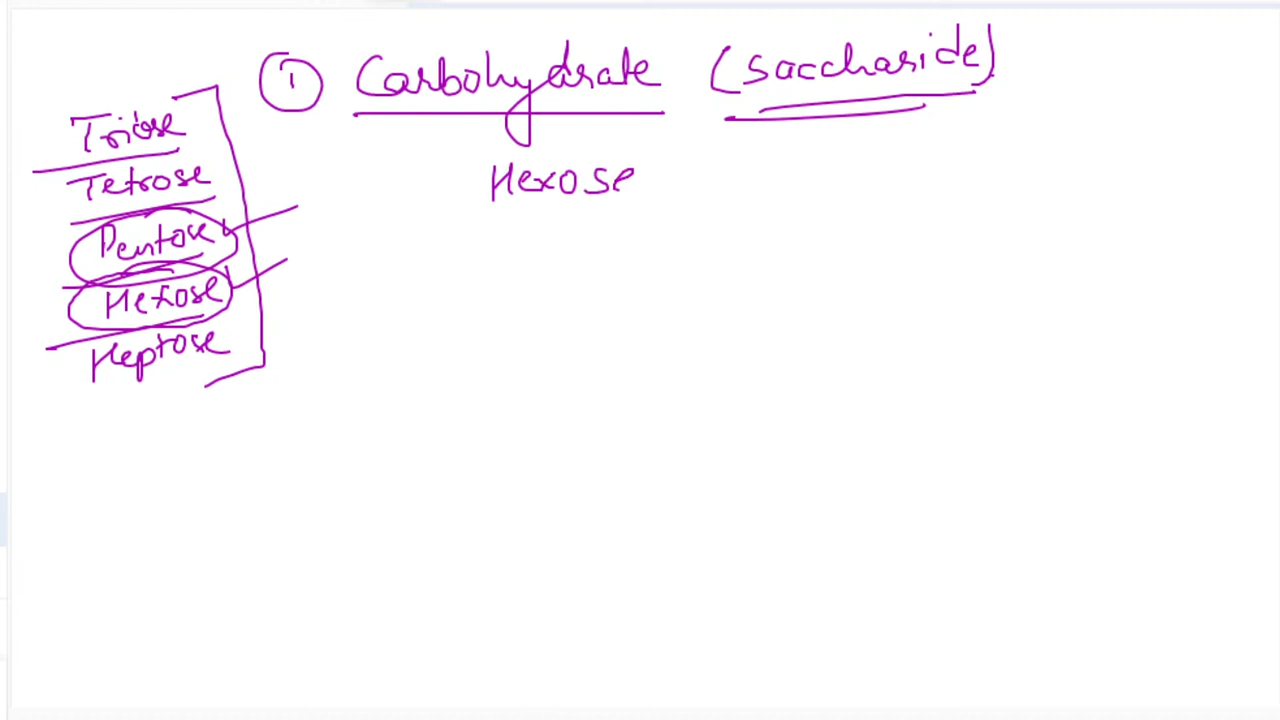 ① Carbohydrate (saccharide)
Triose
Tetrose
Pentose
Hexose
Heptose
Hexose